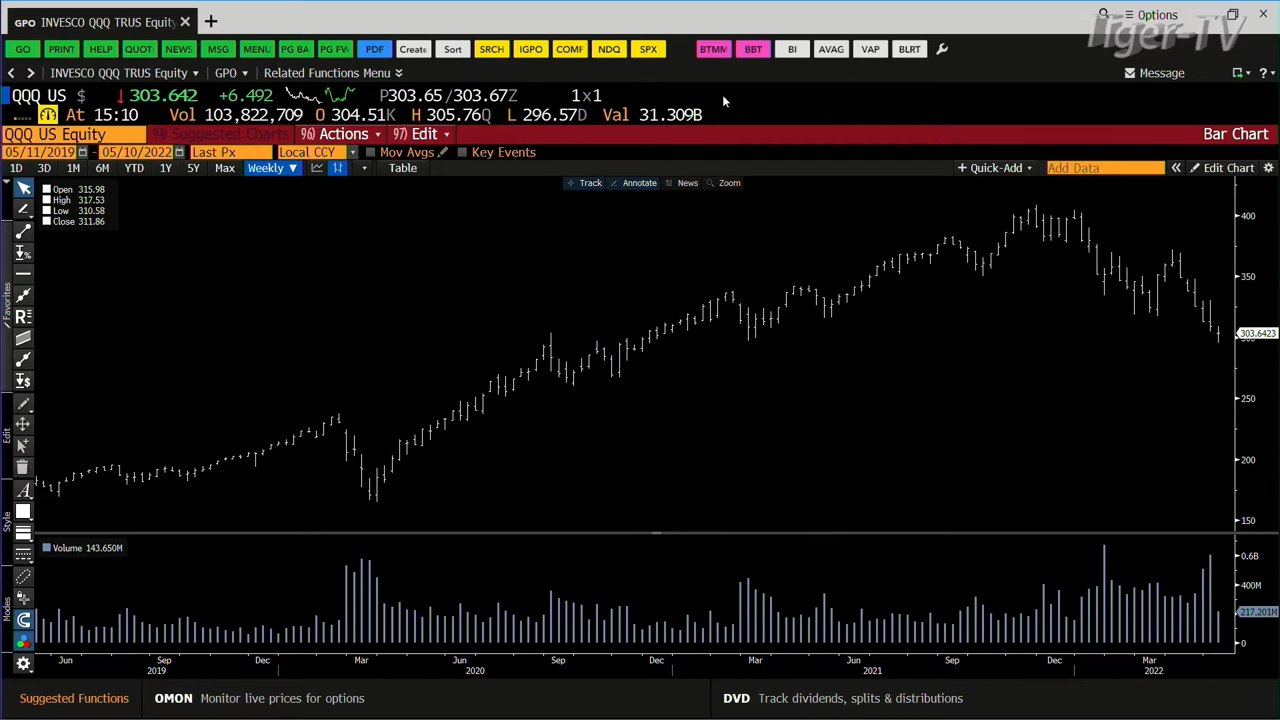 GPO INVESCO QQQ TRUS Equity
Options
Tiger-TV
GO PRINT HELP QUOT NEWS MSG MENU PG BA PG FW PDF Create Sort SRCH IGPO COMF NDQ SPX BTMM BBT BI AVAG VAP BLRT
INVESCO QQQ TRUS Equity GPO Related Functions Menu Message
QQQ US $ ↓303.642 +6.492 P303.65/303.67Z 1x1
At 15:10 Vol 103,822,709 O 304.51K H 305.76Q L 296.57D Val 31.309B
QQQ US Equity 94) Suggested Charts 96) Actions 97) Edit Bar Chart
05/11/2019 - 05/10/2022 Last Px Local CCY Mov Avgs Key Events
1D 3D 1M 6M YTD 1Y 5Y Max Weekly ▼ Table + Quick-Add Add Data « Edit Chart
Track Annotate News Zoom
Open 315.98
High 317.53
Low 310.58
Close 311.86
400
350
303.6423
250
200
150
Favorites
Edit
Style
Modes
Volume 143.650M
0.6B
400M
217.201M
0
Jun Sep Dec Mar Jun Sep Dec Mar Jun Sep Dec Mar
2019 2020 2021 2022
Suggested Functions OMON Monitor live prices for options DVD Track dividends, splits & distributions